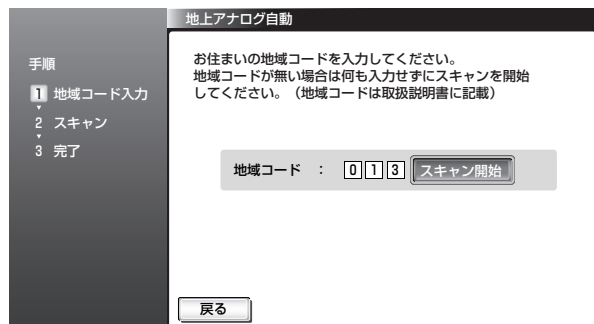 地上アナログ自動
手順
1 地域コード入力
2 スキャン
3 完了
お住まいの地域コードを入力してください。
地域コードが無い場合は何も入力せずにスキャンを開始
してください。（地域コードは取扱説明書に記載）
地域コード : 0 1 3 スキャン開始
戻る